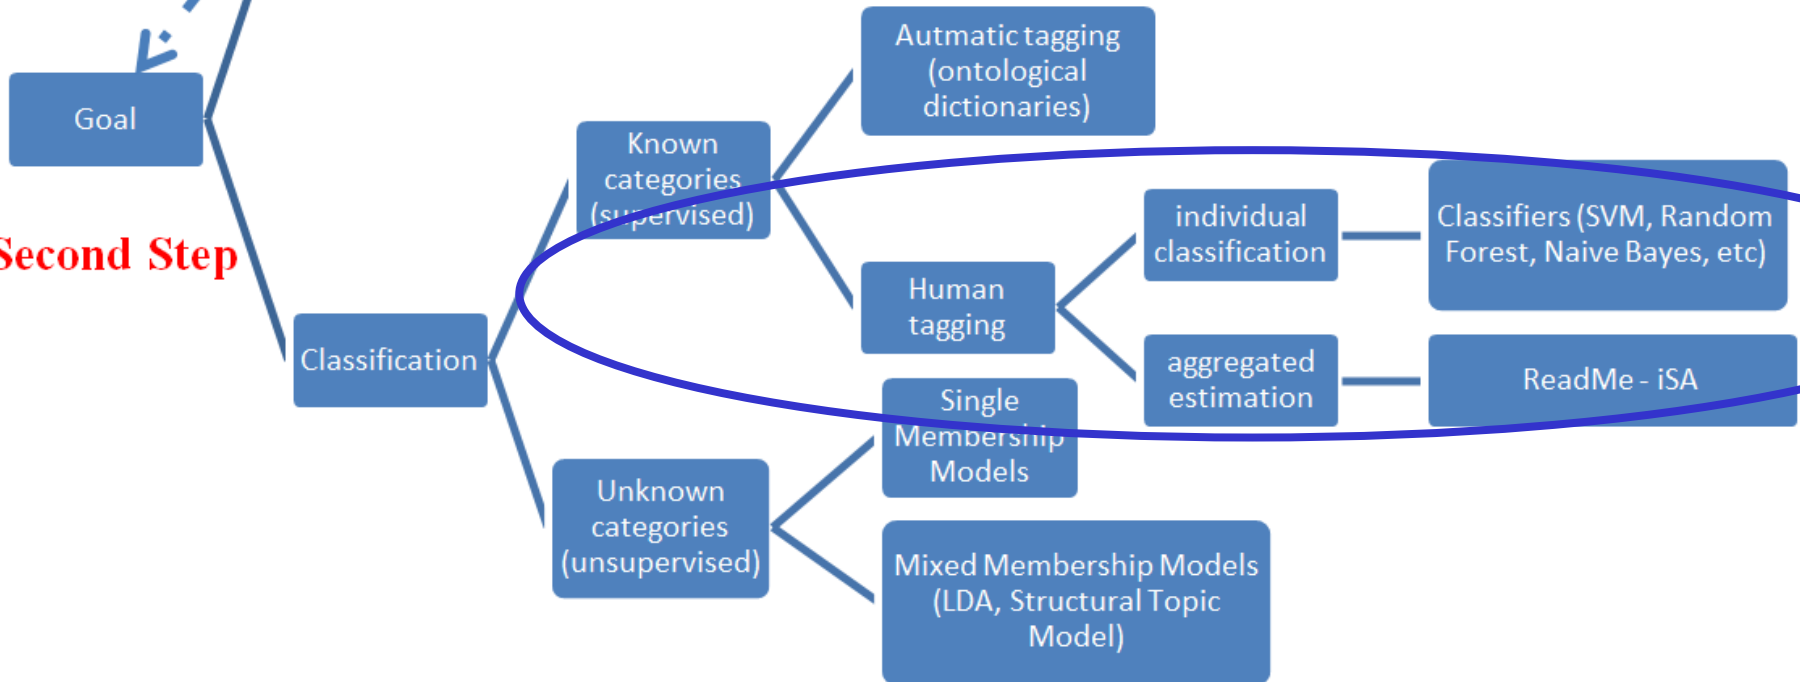 Goal
Second Step
Classification
Known
categories
(supervised)
Unknown
categories
(unsupervised)
Autmatic tagging
(ontological
dictionaries)
Human
tagging
Single
Membership
Models
Mixed Membership Models
(LDA, Structural Topic
Model)
individual
classification
aggregated
estimation
Classifiers (SVM, Random
Forest, Naive Bayes, etc)
ReadMe - iSA